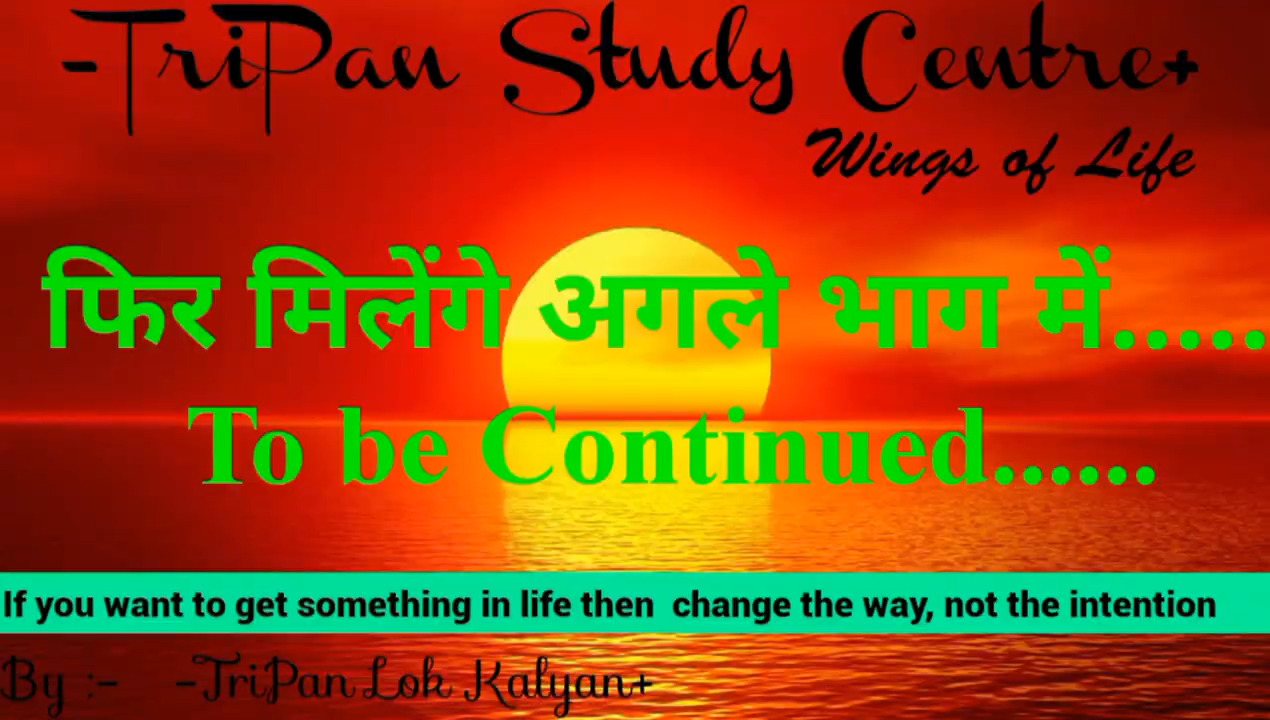 -TriPan Study Centre+
Wings of Life
फिर मिलेंगे अगले भाग में.....
To be Continued......
If you want to get something in life then  change the way, not the intention
By :-    -TriPan Lok Kalyan+